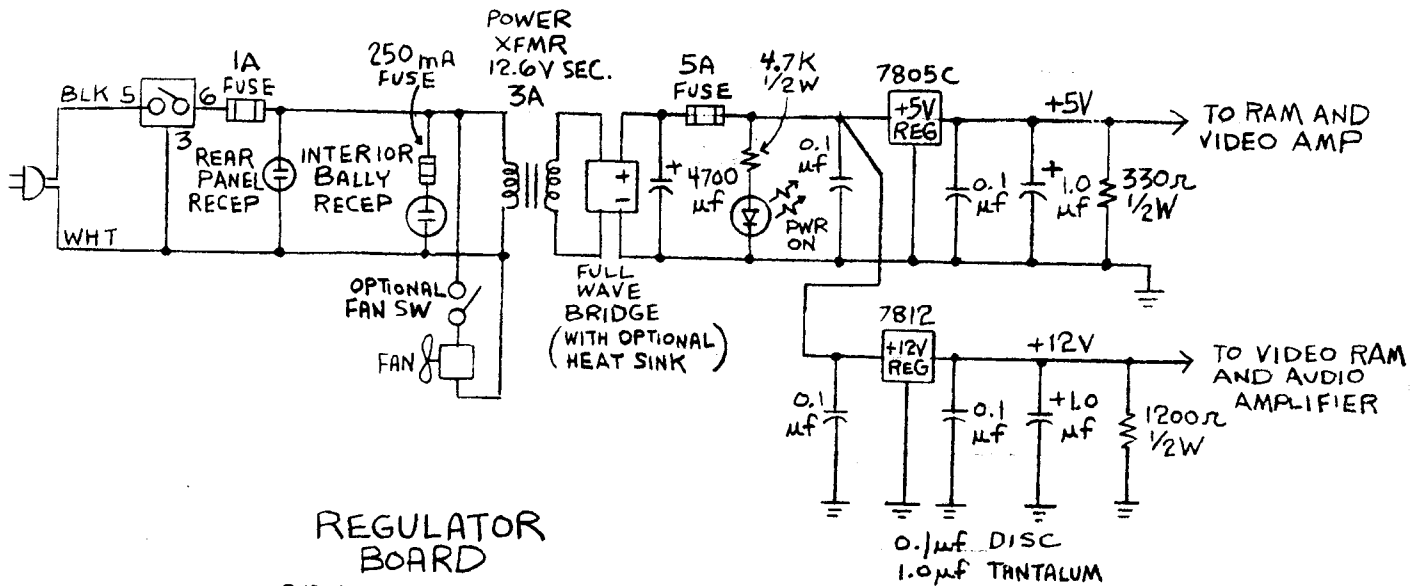 POWER
XFMR
12.6V SEC.
3A
1A
FUSE
250mA
FUSE
5A
FUSE
4.7K
1/2W
7805C
+5V
REG
+5V
TO RAM AND
VIDEO AMP
BLK 5
6
3
REAR
PANEL
RECEP
INTERIOR
BALLY
RECEP
+
-
+
4700
µf
PWR
ON
0.1
µf
0.1
µf
+
1.0
µf
330Ω
1/2W
WHT
OPTIONAL
FAN SW
FAN
FULL
WAVE
BRIDGE
(WITH OPTIONAL
HEAT SINK)
7812
+12V
REG
+12V
TO VIDEO RAM
AND AUDIO
AMPLIFIER
0.1
µf
0.1
µf
+1.0
µf
1200Ω
1/2W
REGULATOR
BOARD
0.1µf DISC
1.0µf TANTALUM